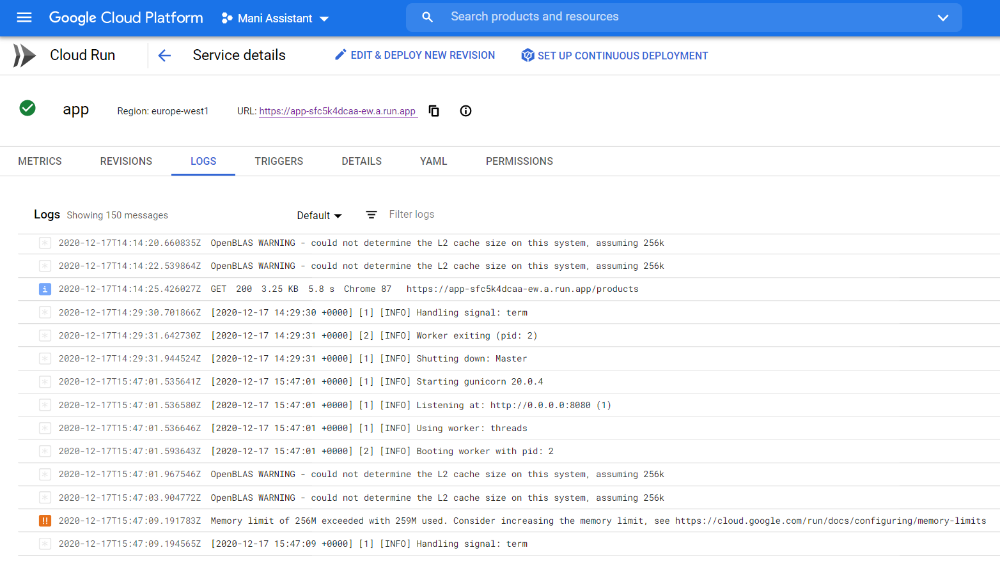 Google Cloud Platform Mani Assistant Search products and resources
Cloud Run Service details EDIT & DEPLOY NEW REVISION SET UP CONTINUOUS DEPLOYMENT
app Region: europe-west1 URL: https://app-sfc5k4dcaa-ew.a.run.app
METRICS REVISIONS LOGS TRIGGERS DETAILS YAML PERMISSIONS
Logs Showing 150 messages Default Filter logs
2020-12-17T14:14:20.660835Z OpenBLAS WARNING - could not determine the L2 cache size on this system, assuming 256k
2020-12-17T14:14:22.539864Z OpenBLAS WARNING - could not determine the L2 cache size on this system, assuming 256k
i 2020-12-17T14:14:25.426027Z GET 200 3.25 KB 5.8 s Chrome 87 https://app-sfc5k4dcaa-ew.a.run.app/products
2020-12-17T14:29:30.701866Z [2020-12-17 14:29:30 +0000] [1] [INFO] Handling signal: term
2020-12-17T14:29:31.642730Z [2020-12-17 14:29:31 +0000] [2] [INFO] Worker exiting (pid: 2)
2020-12-17T14:29:31.944524Z [2020-12-17 14:29:31 +0000] [1] [INFO] Shutting down: Master
2020-12-17T15:47:01.535641Z [2020-12-17 15:47:01 +0000] [1] [INFO] Starting gunicorn 20.0.4
2020-12-17T15:47:01.536580Z [2020-12-17 15:47:01 +0000] [1] [INFO] Listening at: http://0.0.0.0:8080 (1)
2020-12-17T15:47:01.536646Z [2020-12-17 15:47:01 +0000] [1] [INFO] Using worker: threads
2020-12-17T15:47:01.593643Z [2020-12-17 15:47:01 +0000] [2] [INFO] Booting worker with pid: 2
2020-12-17T15:47:01.967546Z OpenBLAS WARNING - could not determine the L2 cache size on this system, assuming 256k
2020-12-17T15:47:03.904772Z OpenBLAS WARNING - could not determine the L2 cache size on this system, assuming 256k
!! 2020-12-17T15:47:09.191783Z Memory limit of 256M exceeded with 259M used. Consider increasing the memory limit, see https://cloud.google.com/run/docs/configuring/memory-limits
2020-12-17T15:47:09.194565Z [2020-12-17 15:47:09 +0000] [1] [INFO] Handling signal: term